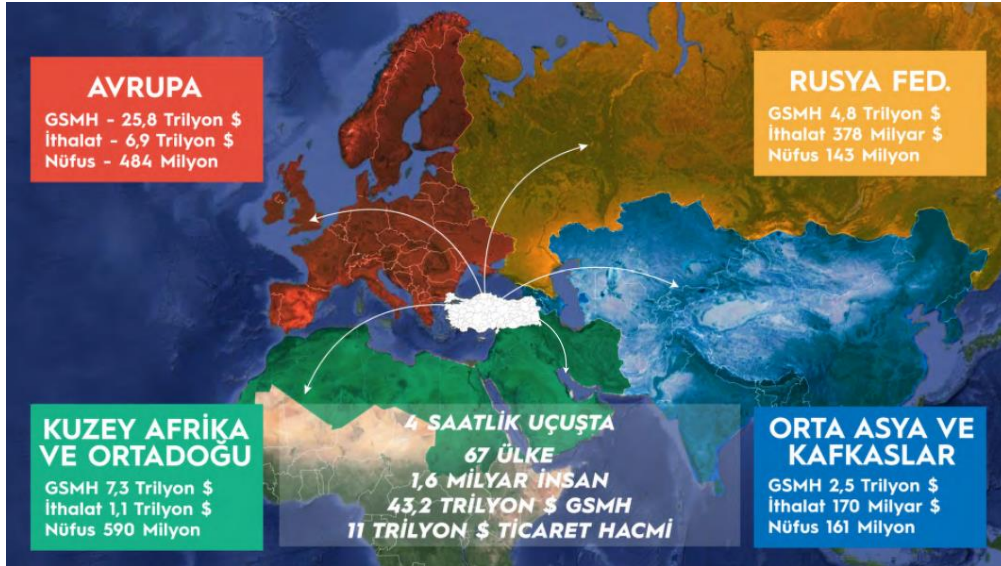 AVRUPA
GSMH - 25,8 Trilyon $
İthalat - 6,9 Trilyon $
Nüfus - 484 Milyon
RUSYA FED.
GSMH 4,8 Trilyon $
İthalat 378 Milyar $
Nüfus 143 Milyon
KUZEY AFRİKA
VE ORTADOĞU
GSMH 7,3 Trilyon $
İthalat 1,1 Trilyon $
Nüfus 590 Milyon
4 SAATLİK UÇUŞTA
67 ÜLKE
1,6 MİLYAR İNSAN
43,2 TRİLYON $ GSMH
11 TRİLYON $ TİCARET HACMİ
ORTA ASYA VE
KAFKASLAR
GSMH 2,5 Trilyon $
İthalat 170 Milyar $
Nüfus 161 Milyon